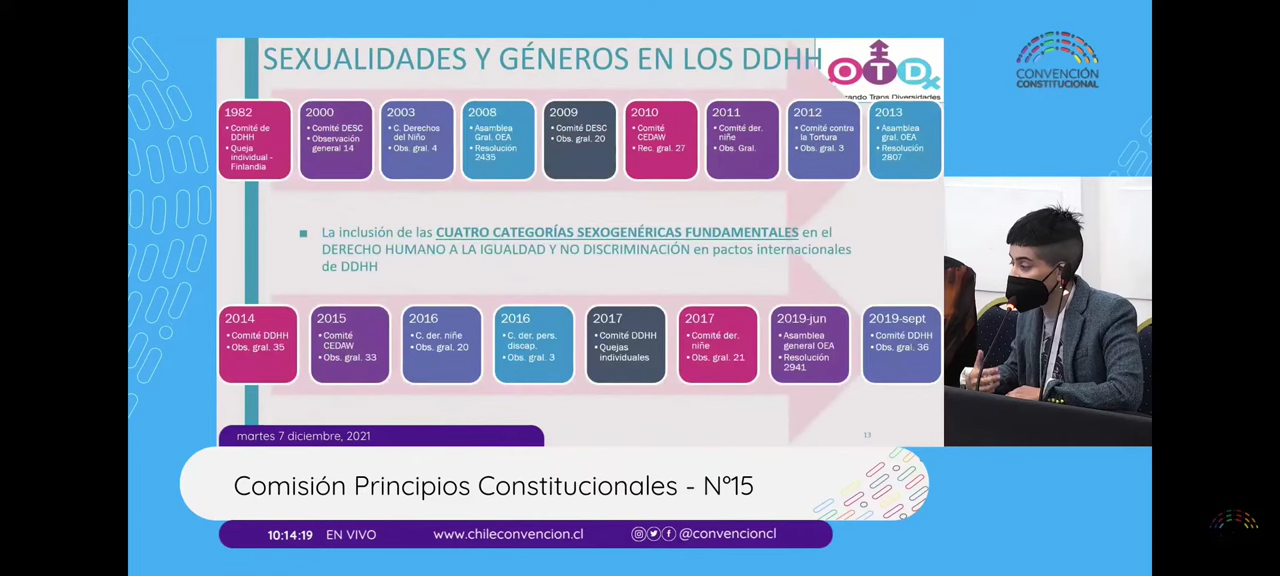 SEXUALIDADES Y GÉNEROS EN LOS DDHH
OTD
ando Trans Diversidades
CONVENCIÓN
CONSTITUCIONAL
1982
• Comité de
DDHH
• Queja
individual -
Finlandia
2000
• Comité DESC
• Observación
general 14
2003
• C. Derechos
del Niño
• Obs. gral. 4
2008
• Asamblea
Gral. OEA
• Resolución
2435
2009
• Comité DESC
• Obs. gral. 20
2010
• Comité
CEDAW
• Rec. gral. 27
2011
• Comité der.
niñe
• Obs. Gral.
2012
• Comité contra
la Tortura
• Obs. gral. 3
2013
• Asamblea
gral. OEA
• Resolución
2807
■ La inclusión de las CUATRO CATEGORÍAS SEXOGENÉRICAS FUNDAMENTALES en el
DERECHO HUMANO A LA IGUALDAD Y NO DISCRIMINACIÓN en pactos internacionales
de DDHH
2014
• Comité DDHH
• Obs. gral. 35
2015
• Comité
CEDAW
• Obs. gral. 33
2016
• C. der. niñe
• Obs. gral. 20
2016
• C. der. pers.
discap.
• Obs. gral. 3
2017
• Comité DDHH
• Quejas
individuales
2017
• Comité der.
niñe
• Obs. gral. 21
2019-jun
• Asamblea
general OEA
• Resolución
2941
2019-sept
• Comité DDHH
• Obs. gral. 36
13
martes 7 diciembre, 2021
Comisión Principios Constitucionales - N°15
10:14:19 EN VIVO www.chileconvencion.cl @convencioncl